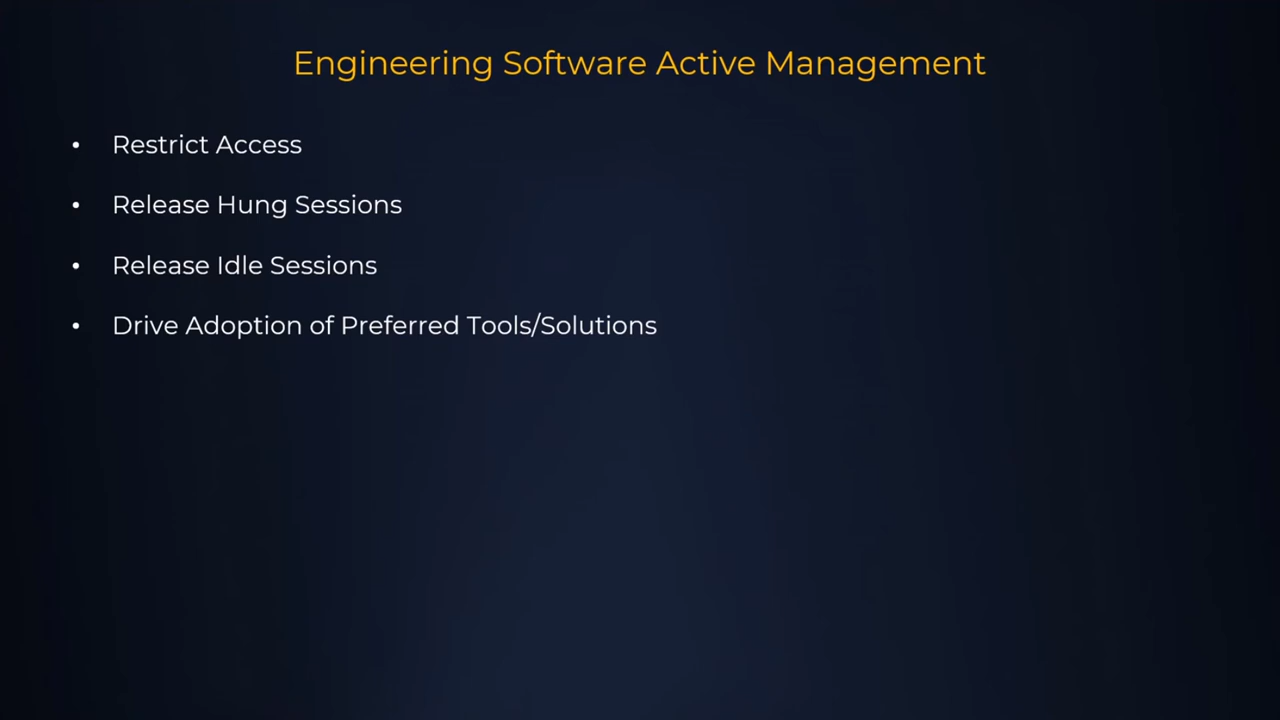 Engineering Software Active Management
• Restrict Access
• Release Hung Sessions
• Release Idle Sessions
• Drive Adoption of Preferred Tools/Solutions